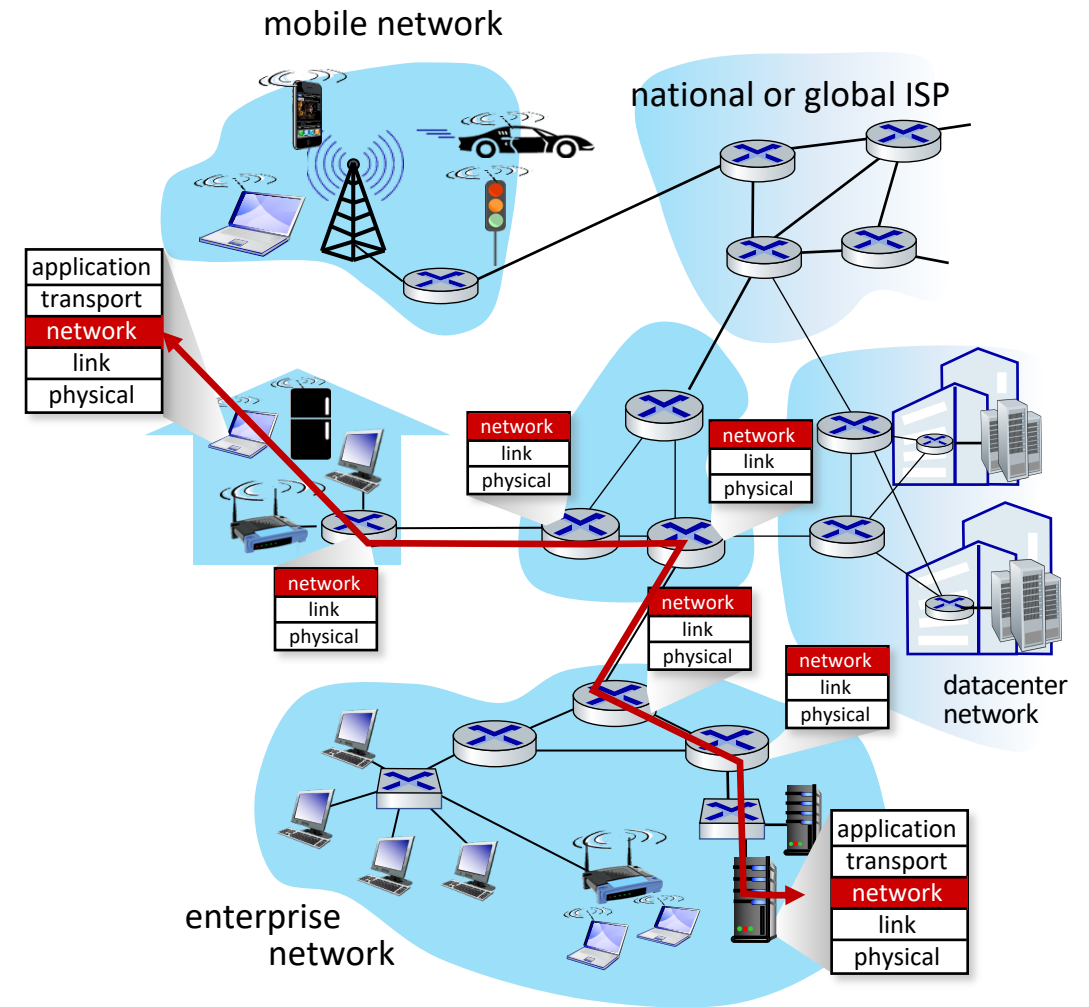 mobile network
national or global ISP
application
transport
network
link
physical
network
link
physical
network
link
physical
network
link
physical
network
link
physical
network
link
physical
datacenter
network
application
transport
network
link
physical
enterprise
network